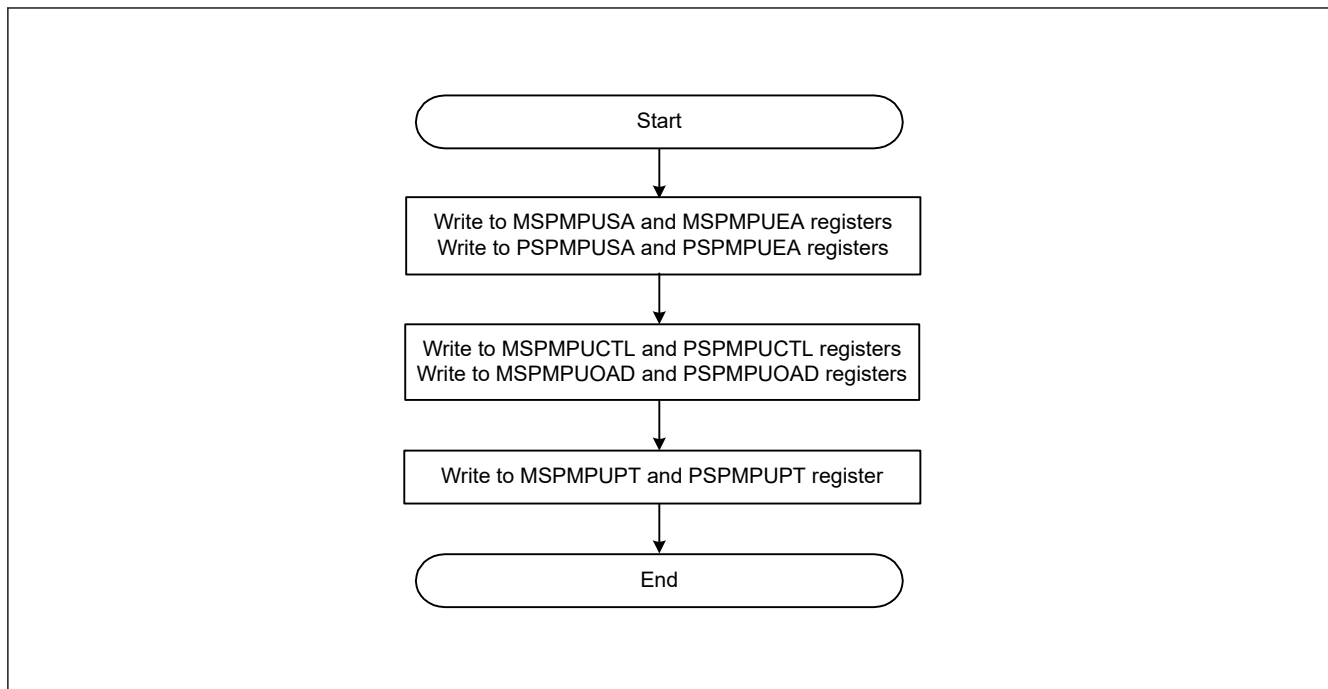 Start
Write to MSPMPUSA and MSPMPUEA registers
Write to PSPMPUSA and PSPMPUEA registers
Write to MSPMPUCTL and PSPMPUCTL registers
Write to MSPMPUOAD and PSPMPUOAD registers
Write to MSPMPUPT and PSPMPUPT register
End